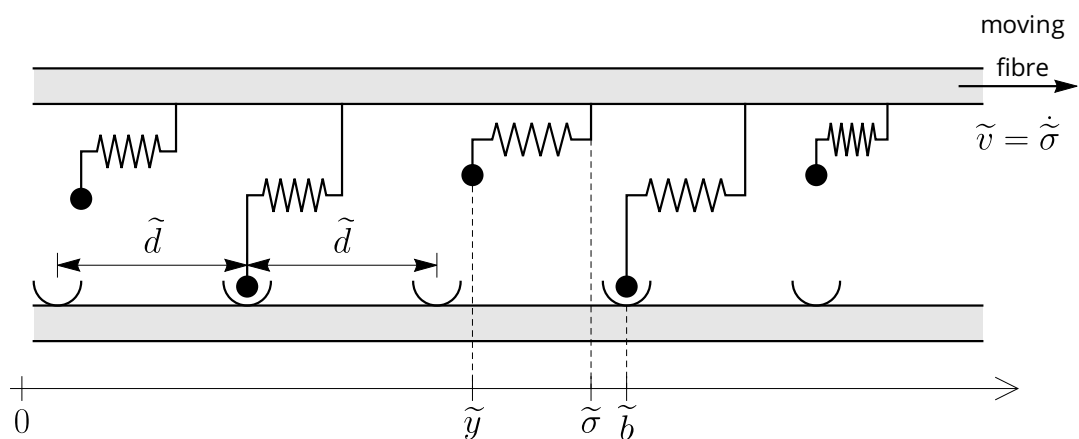 moving
fibre
ṽ = σ̃̇
d̃
d̃
0
ỹ
σ̃
b̃